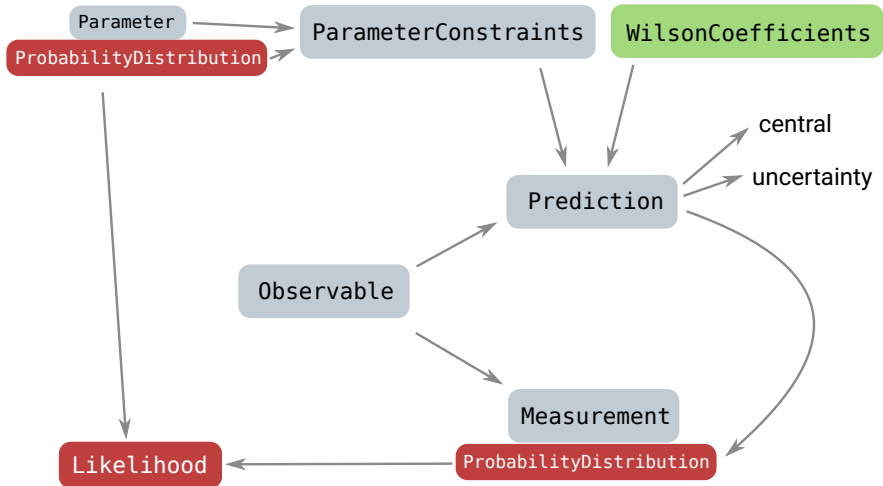 Parameter
ProbabilityDistribution
ParameterConstraints
WilsonCoefficients
central
uncertainty
Prediction
Observable
Measurement
ProbabilityDistribution
Likelihood